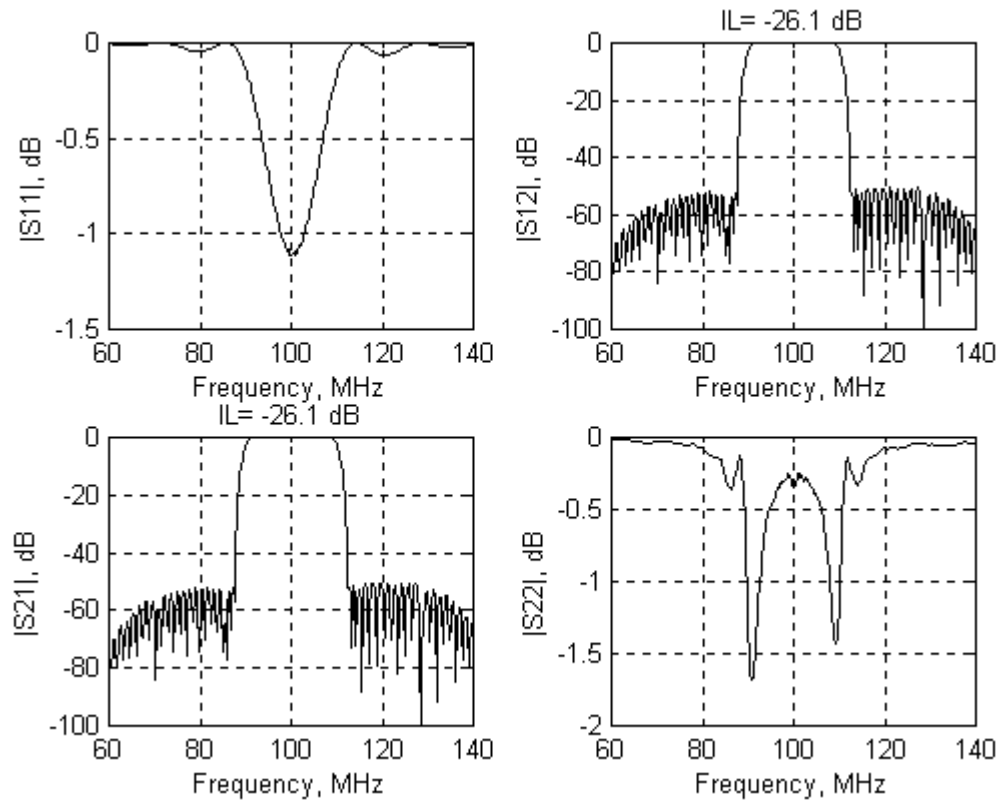 0
-0.5
-1
-1.5
60 80 100 120 140
|S11|, dB
Frequency, MHz
IL= -26.1 dB
0
-20
-40
-60
-80
-100
60 80 100 120 140
|S12|, dB
Frequency, MHz
IL= -26.1 dB
0
-20
-40
-60
-80
-100
60 80 100 120 140
|S21|, dB
Frequency, MHz
0
-0.5
-1
-1.5
-2
60 80 100 120 140
|S22|, dB
Frequency, MHz